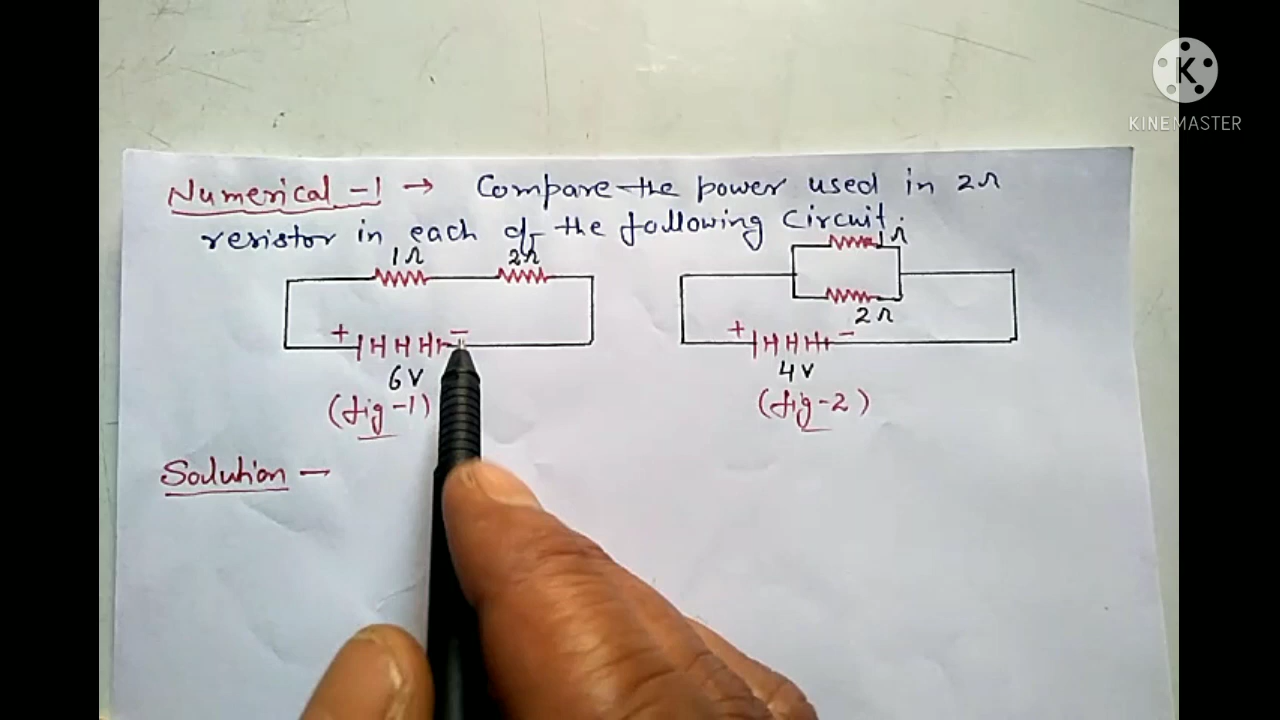 K
KINEMASTER
Numerical -1 → Compare the power used in 2Ω
resistor in each of the following Circuit.
1Ω 2Ω
1Ω
2Ω
+ −
6V
(fig-1)
+ −
4V
(fig-2)
Solution —